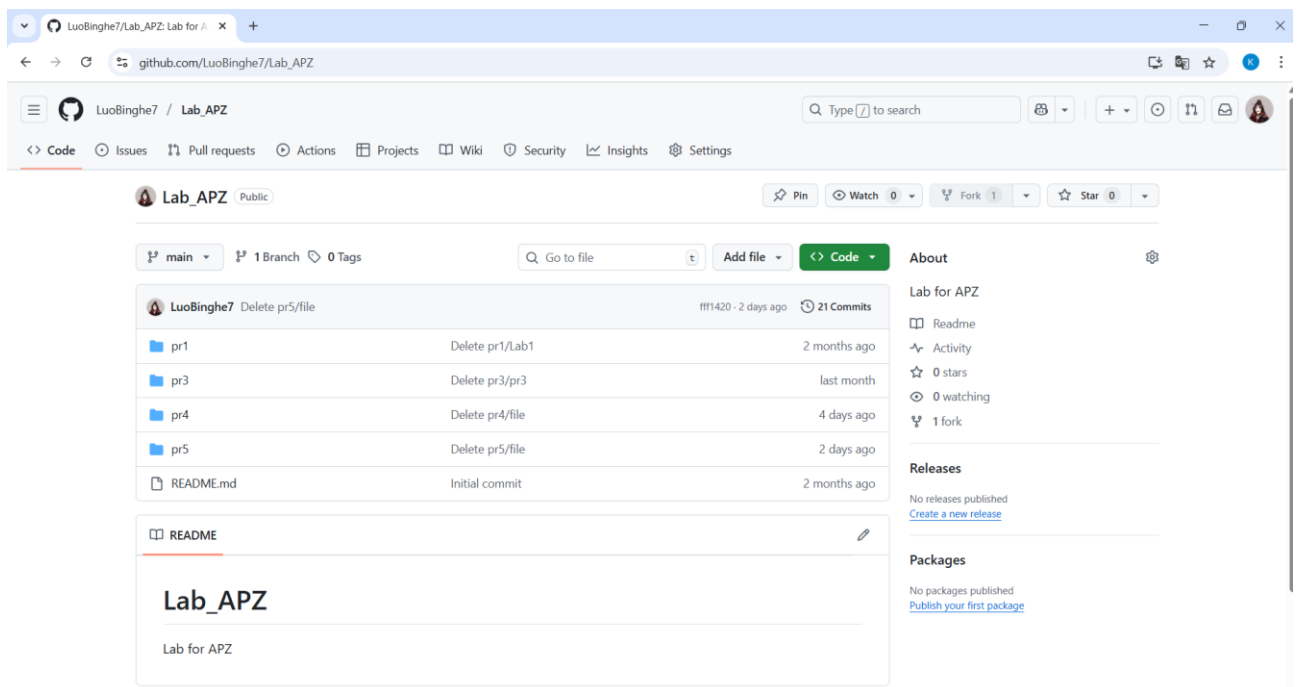 LuoBinghe7/Lab_APZ: Lab for A
github.com/LuoBinghe7/Lab_APZ
K
LuoBinghe7 / Lab_APZ
Type / to search
Code Issues Pull requests Actions Projects Wiki Security Insights Settings
Lab_APZ Public
Pin Watch 0 Fork 1 Star 0
main 1 Branch 0 Tags Go to file t Add file Code
LuoBinghe7 Delete pr5/file fff1420 · 2 days ago 21 Commits
pr1 Delete pr1/Lab1 2 months ago
pr3 Delete pr3/pr3 last month
pr4 Delete pr4/file 4 days ago
pr5 Delete pr5/file 2 days ago
README.md Initial commit 2 months ago
README
Lab_APZ
Lab for APZ
About
Lab for APZ
Readme
Activity
0 stars
0 watching
1 fork
Releases
No releases published
Create a new release
Packages
No packages published
Publish your first package